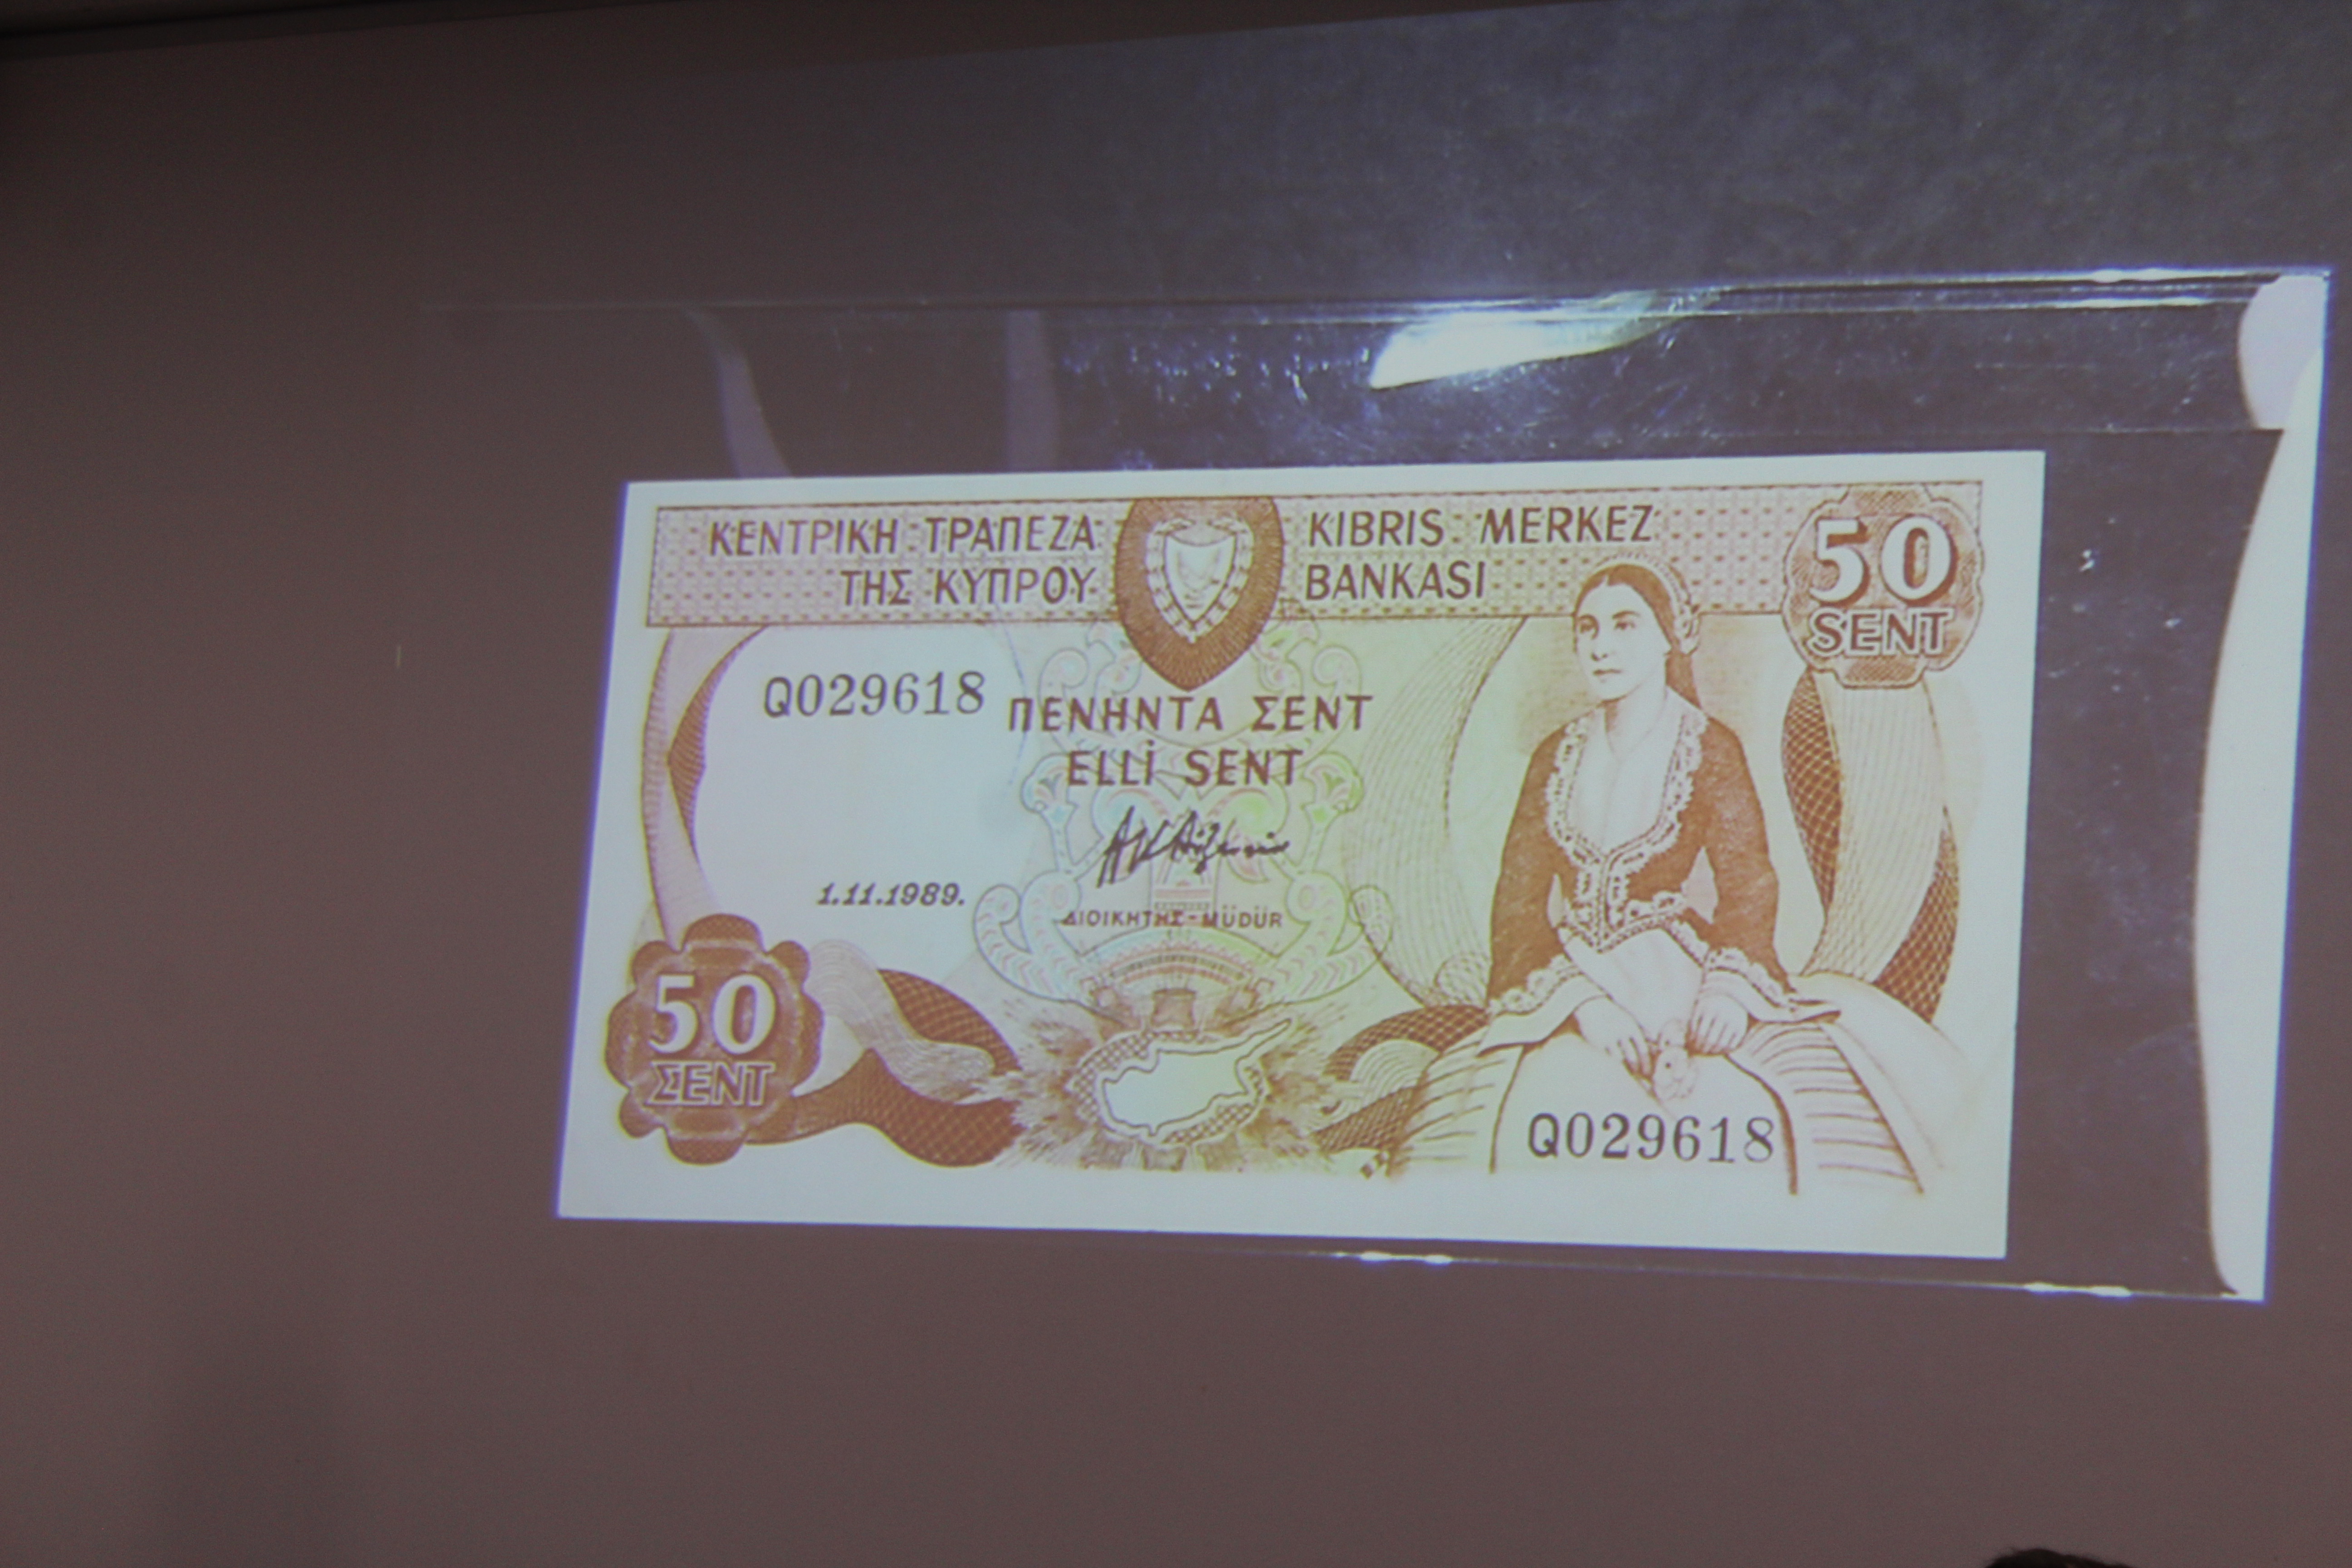 ΚΕΝΤΡΙΚΗ ΤΡΑΠΕΖΑ
ΤΗΣ ΚΥΠΡΟΥ
KIBRIS MERKEZ
BANKASI
50
SENT
Q029618
ΠΕΝΗΝΤΑ ΣΕΝΤ
ELLİ SENT
1.11.1989.
ΔΙΟΙΚΗΤΗΣ-MÜDÜR
50
ΣΕΝΤ
Q029618